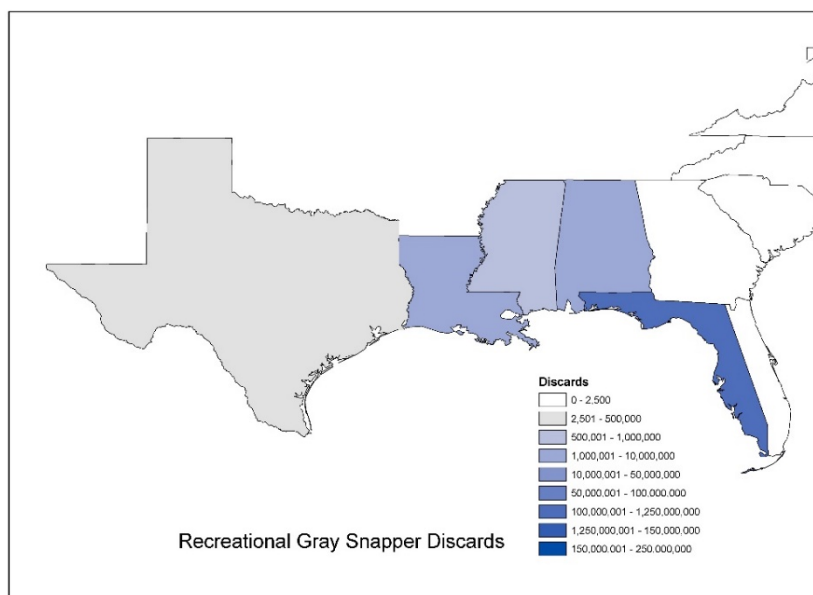 Discards
0 - 2.500
2,501 - 500,000
500,001 - 1,000,000
1,000,001 - 10,000,000
10,000,001 - 50,000,000
50,000.001 - 100.000.000
100,000.001 - 1,250,000,000
1,250,000,001 - 150,000,000
150,000.001 - 250.000,000
Recreational Gray Snapper Discards